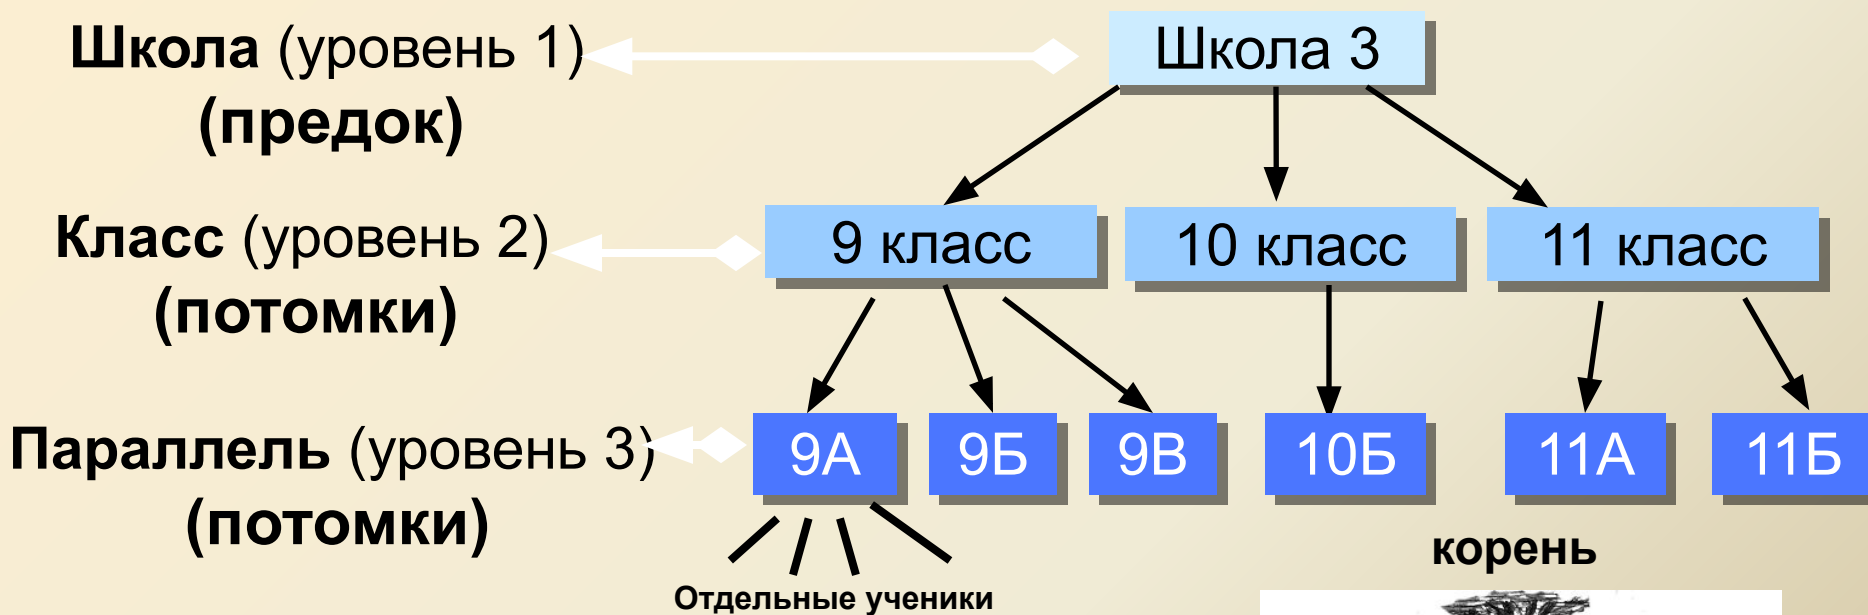 Школа (уровень 1)
(предок)
Школа 3
Класс (уровень 2)
(потомки)
9 класс
10 класс
11 класс
Параллель (уровень 3)
(потомки)
9А
9Б
9В
10Б
11А
11Б
Отдельные ученики
корень